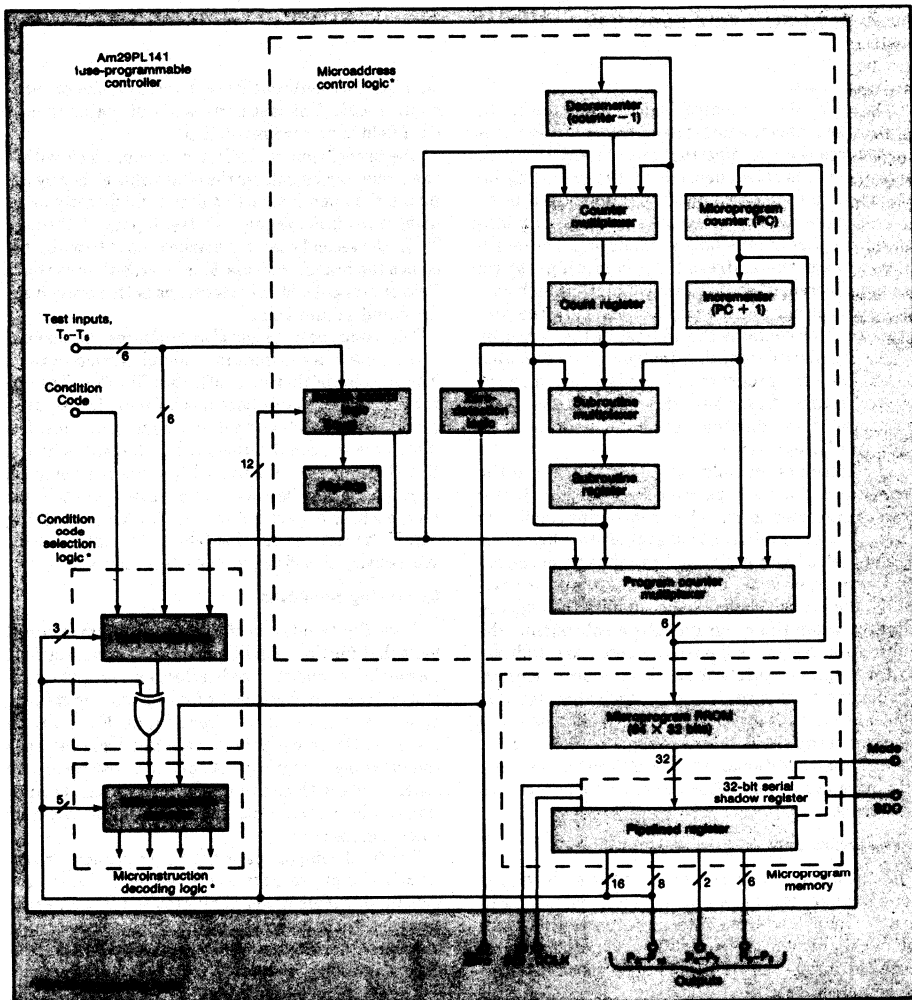 Am29PL141
fuse-programmable
controller
Microaddress
control logic*
Decrementer
(counter – 1)
Counter
multiplexer
Microprogram
counter (PC)
Count register
Incrementer
(PC + 1)
Test inputs,
T₀–T₅
6
Condition
Code
6
12
Subroutine
multiplexer
Subroutine
register
Condition
code
selection
logic*
Program counter
multiplexer
6
3
Microprogram PROM
(64 × 32 bits)
32
Mode
32-bit serial
shadow register
SDO
5
Pipelined register
Microinstruction
decoding logic*
16
8
2
6
Microprogram
memory
Outputs